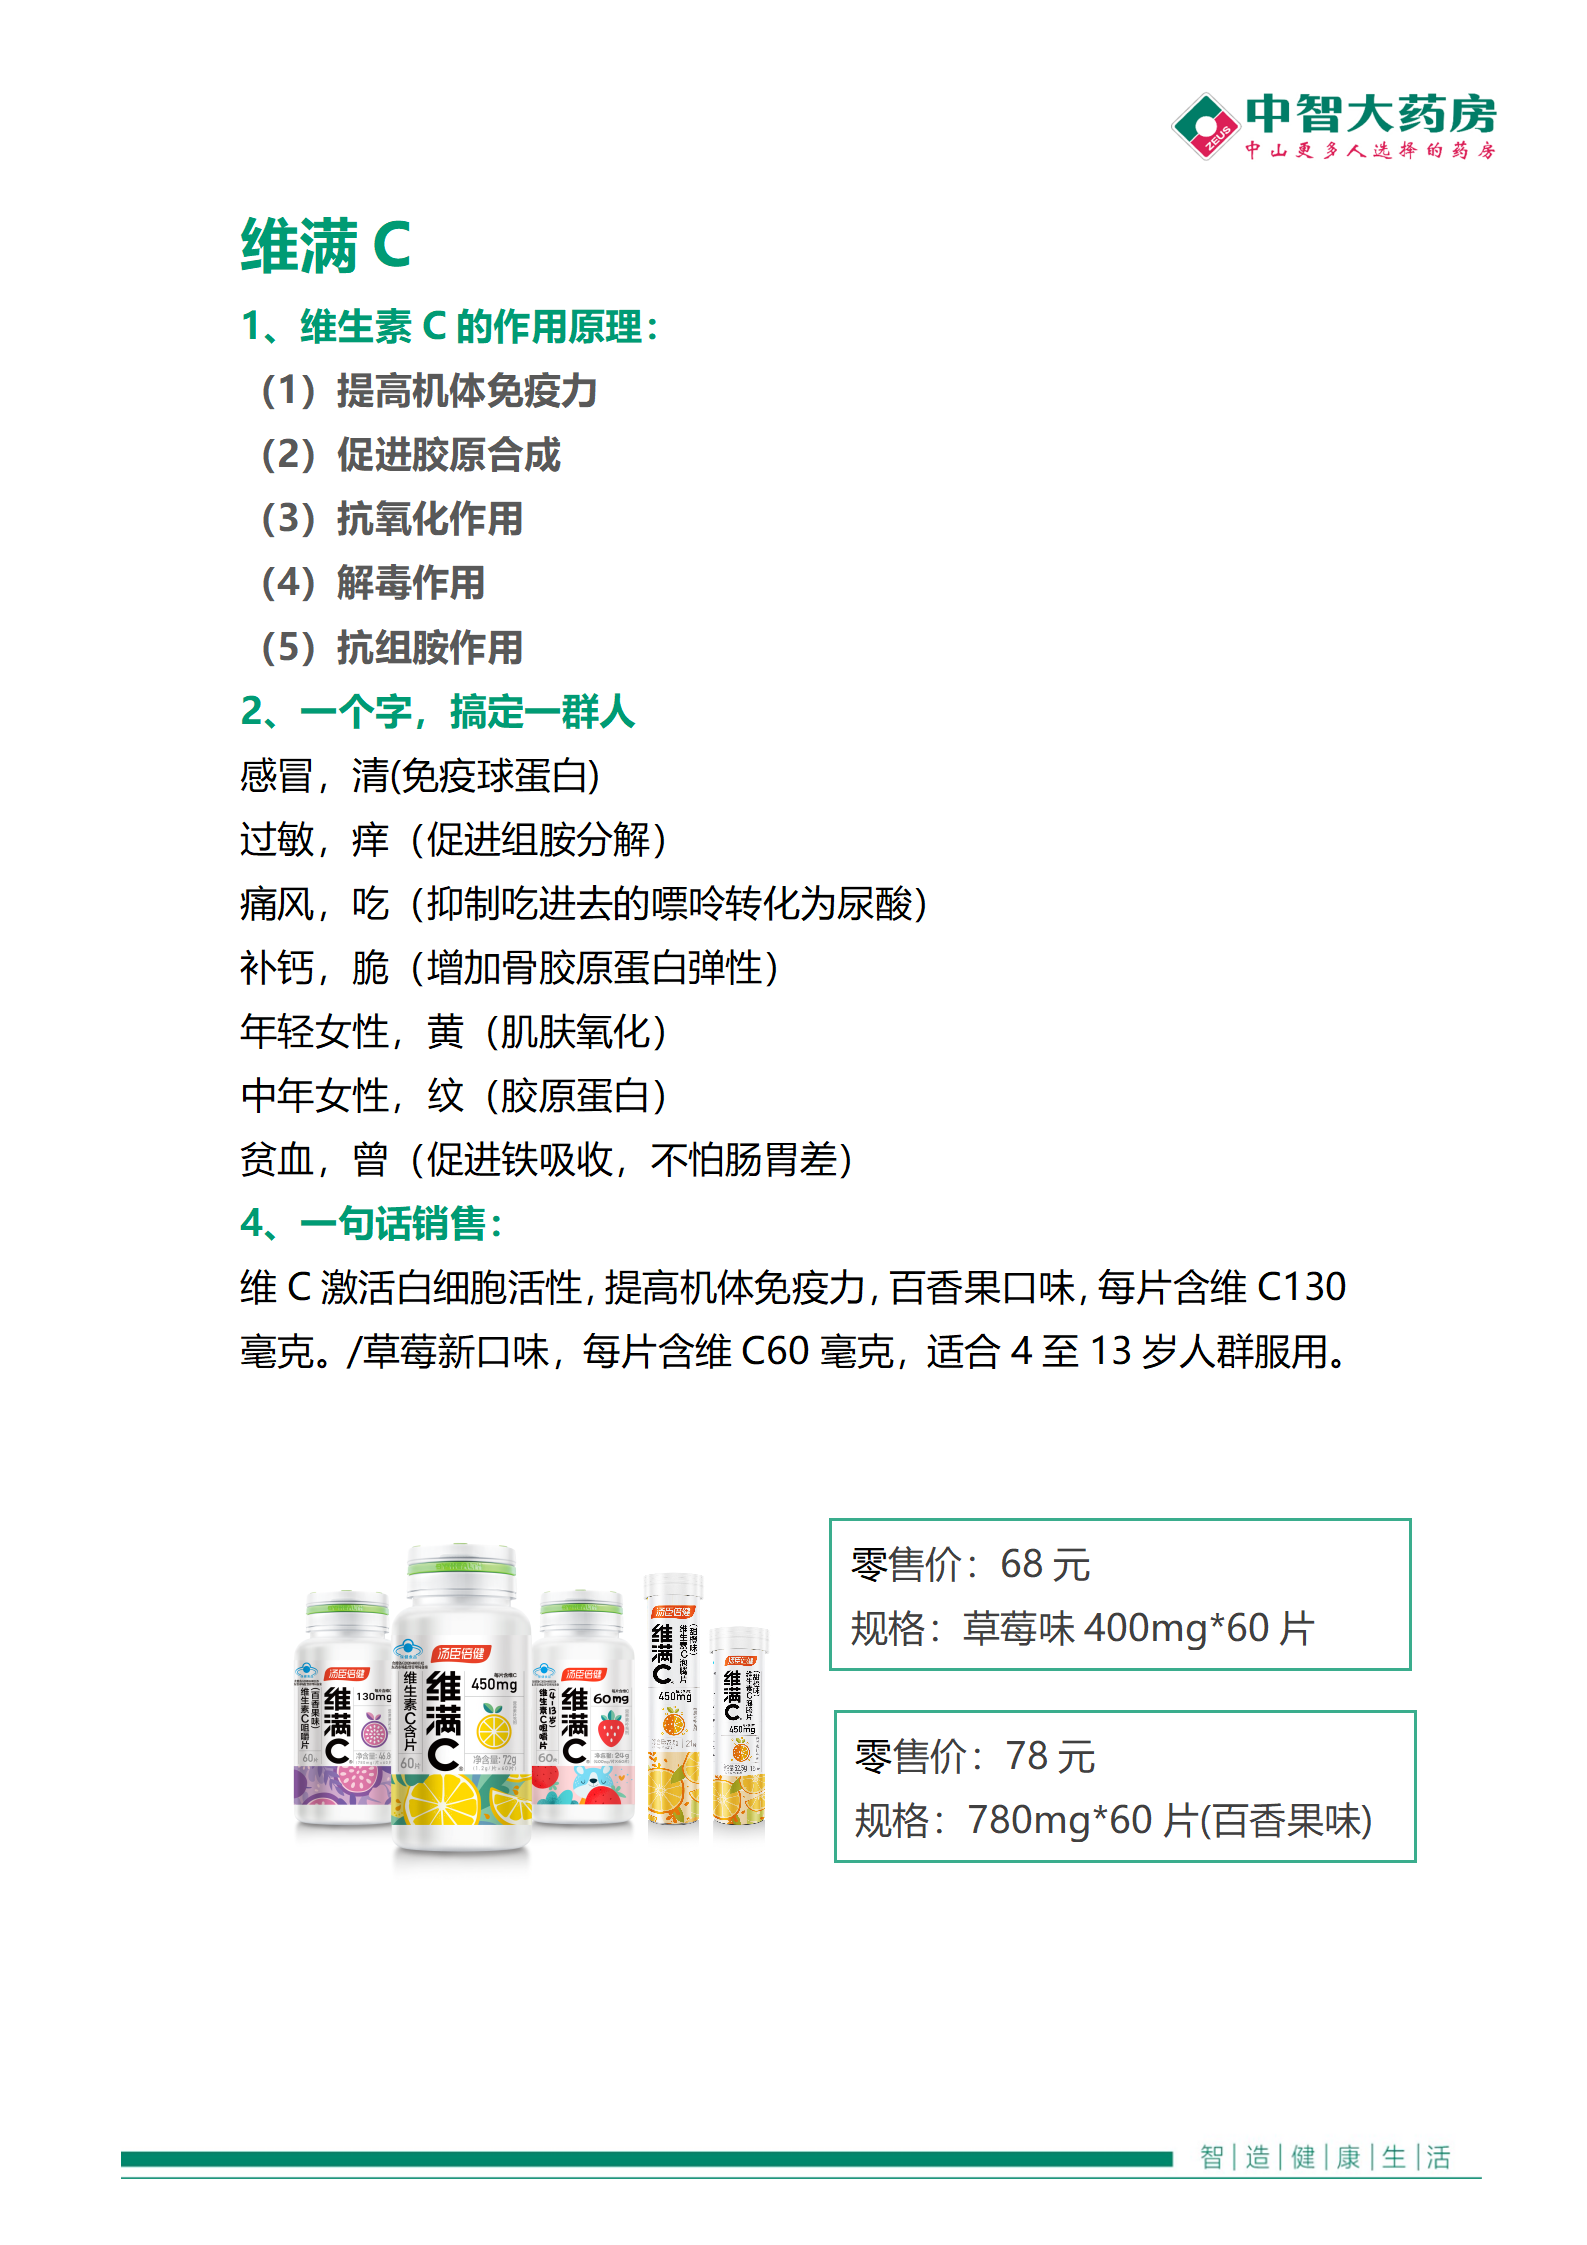 中智大药房
ZEUS
中山更多人选择的药房
维满 C
1、维生素 C 的作用原理：
（1）提高机体免疫力
（2）促进胶原合成
（3）抗氧化作用
（4）解毒作用
（5）抗组胺作用
2、一个字，搞定一群人
感冒，清(免疫球蛋白)
过敏，痒（促进组胺分解）
痛风，吃（抑制吃进去的嘌呤转化为尿酸）
补钙，脆（增加骨胶原蛋白弹性）
年轻女性，黄（肌肤氧化）
中年女性，纹（胶原蛋白）
贫血，曾（促进铁吸收，不怕肠胃差）
4、一句话销售：
维 C 激活白细胞活性，提高机体免疫力，百香果口味，每片含维 C130
毫克。/草莓新口味，每片含维 C60 毫克，适合 4 至 13 岁人群服用。
汤臣倍健
维满C
维生素C咀嚼片
(百香果味)
130mg
60片
汤臣倍健
维满C
维生素C含片
每片含维C
450mg
60片
净含量：72g
汤臣倍健
维满C
维生素C咀嚼片
(4-13岁)
60mg
60片
净含量：24g
汤臣倍健
维满C
维生素C泡腾片
(甜橙味)
450mg
汤臣倍健
维满C
450mg
零售价：68 元
规格：草莓味 400mg*60 片
零售价：78 元
规格：780mg*60 片(百香果味)
智|造|健|康|生|活